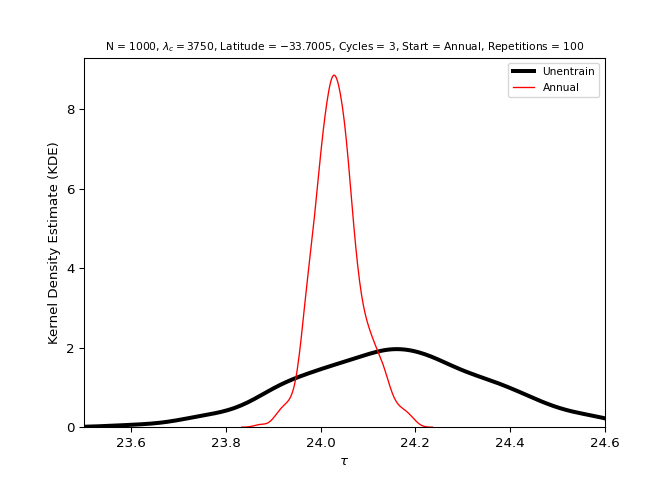 N = 1000, λc = 3750, Latitude = −33.7005, Cycles = 3, Start = Annual, Repetitions = 100
Unentrain
Annual
Kernel Density Estimate (KDE)
8
6
4
2
0
23.6 23.8 24.0 24.2 24.4 24.6
τ